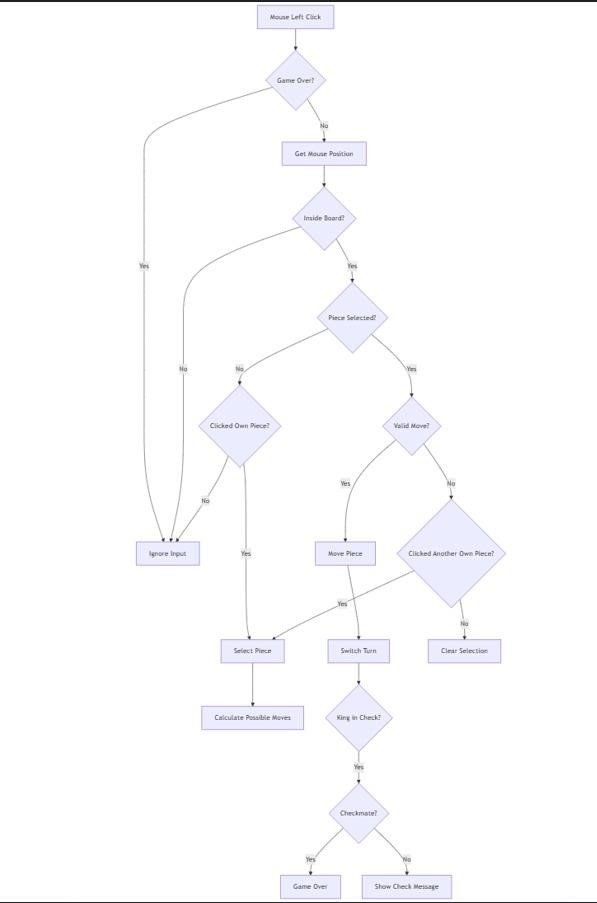 Mouse Left Click
Game Over?
No
Get Mouse Position
Inside Board?
Yes
Yes
Piece Selected?
No
No
Yes
Clicked Own Piece?
Valid Move?
Yes
No
No
Ignore Input
Yes
Move Piece
Clicked Another Own Piece?
Yes
No
Select Piece
Switch Turn
Clear Selection
Calculate Possible Moves
King in Check?
Yes
Checkmate?
Yes
No
Game Over
Show Check Message